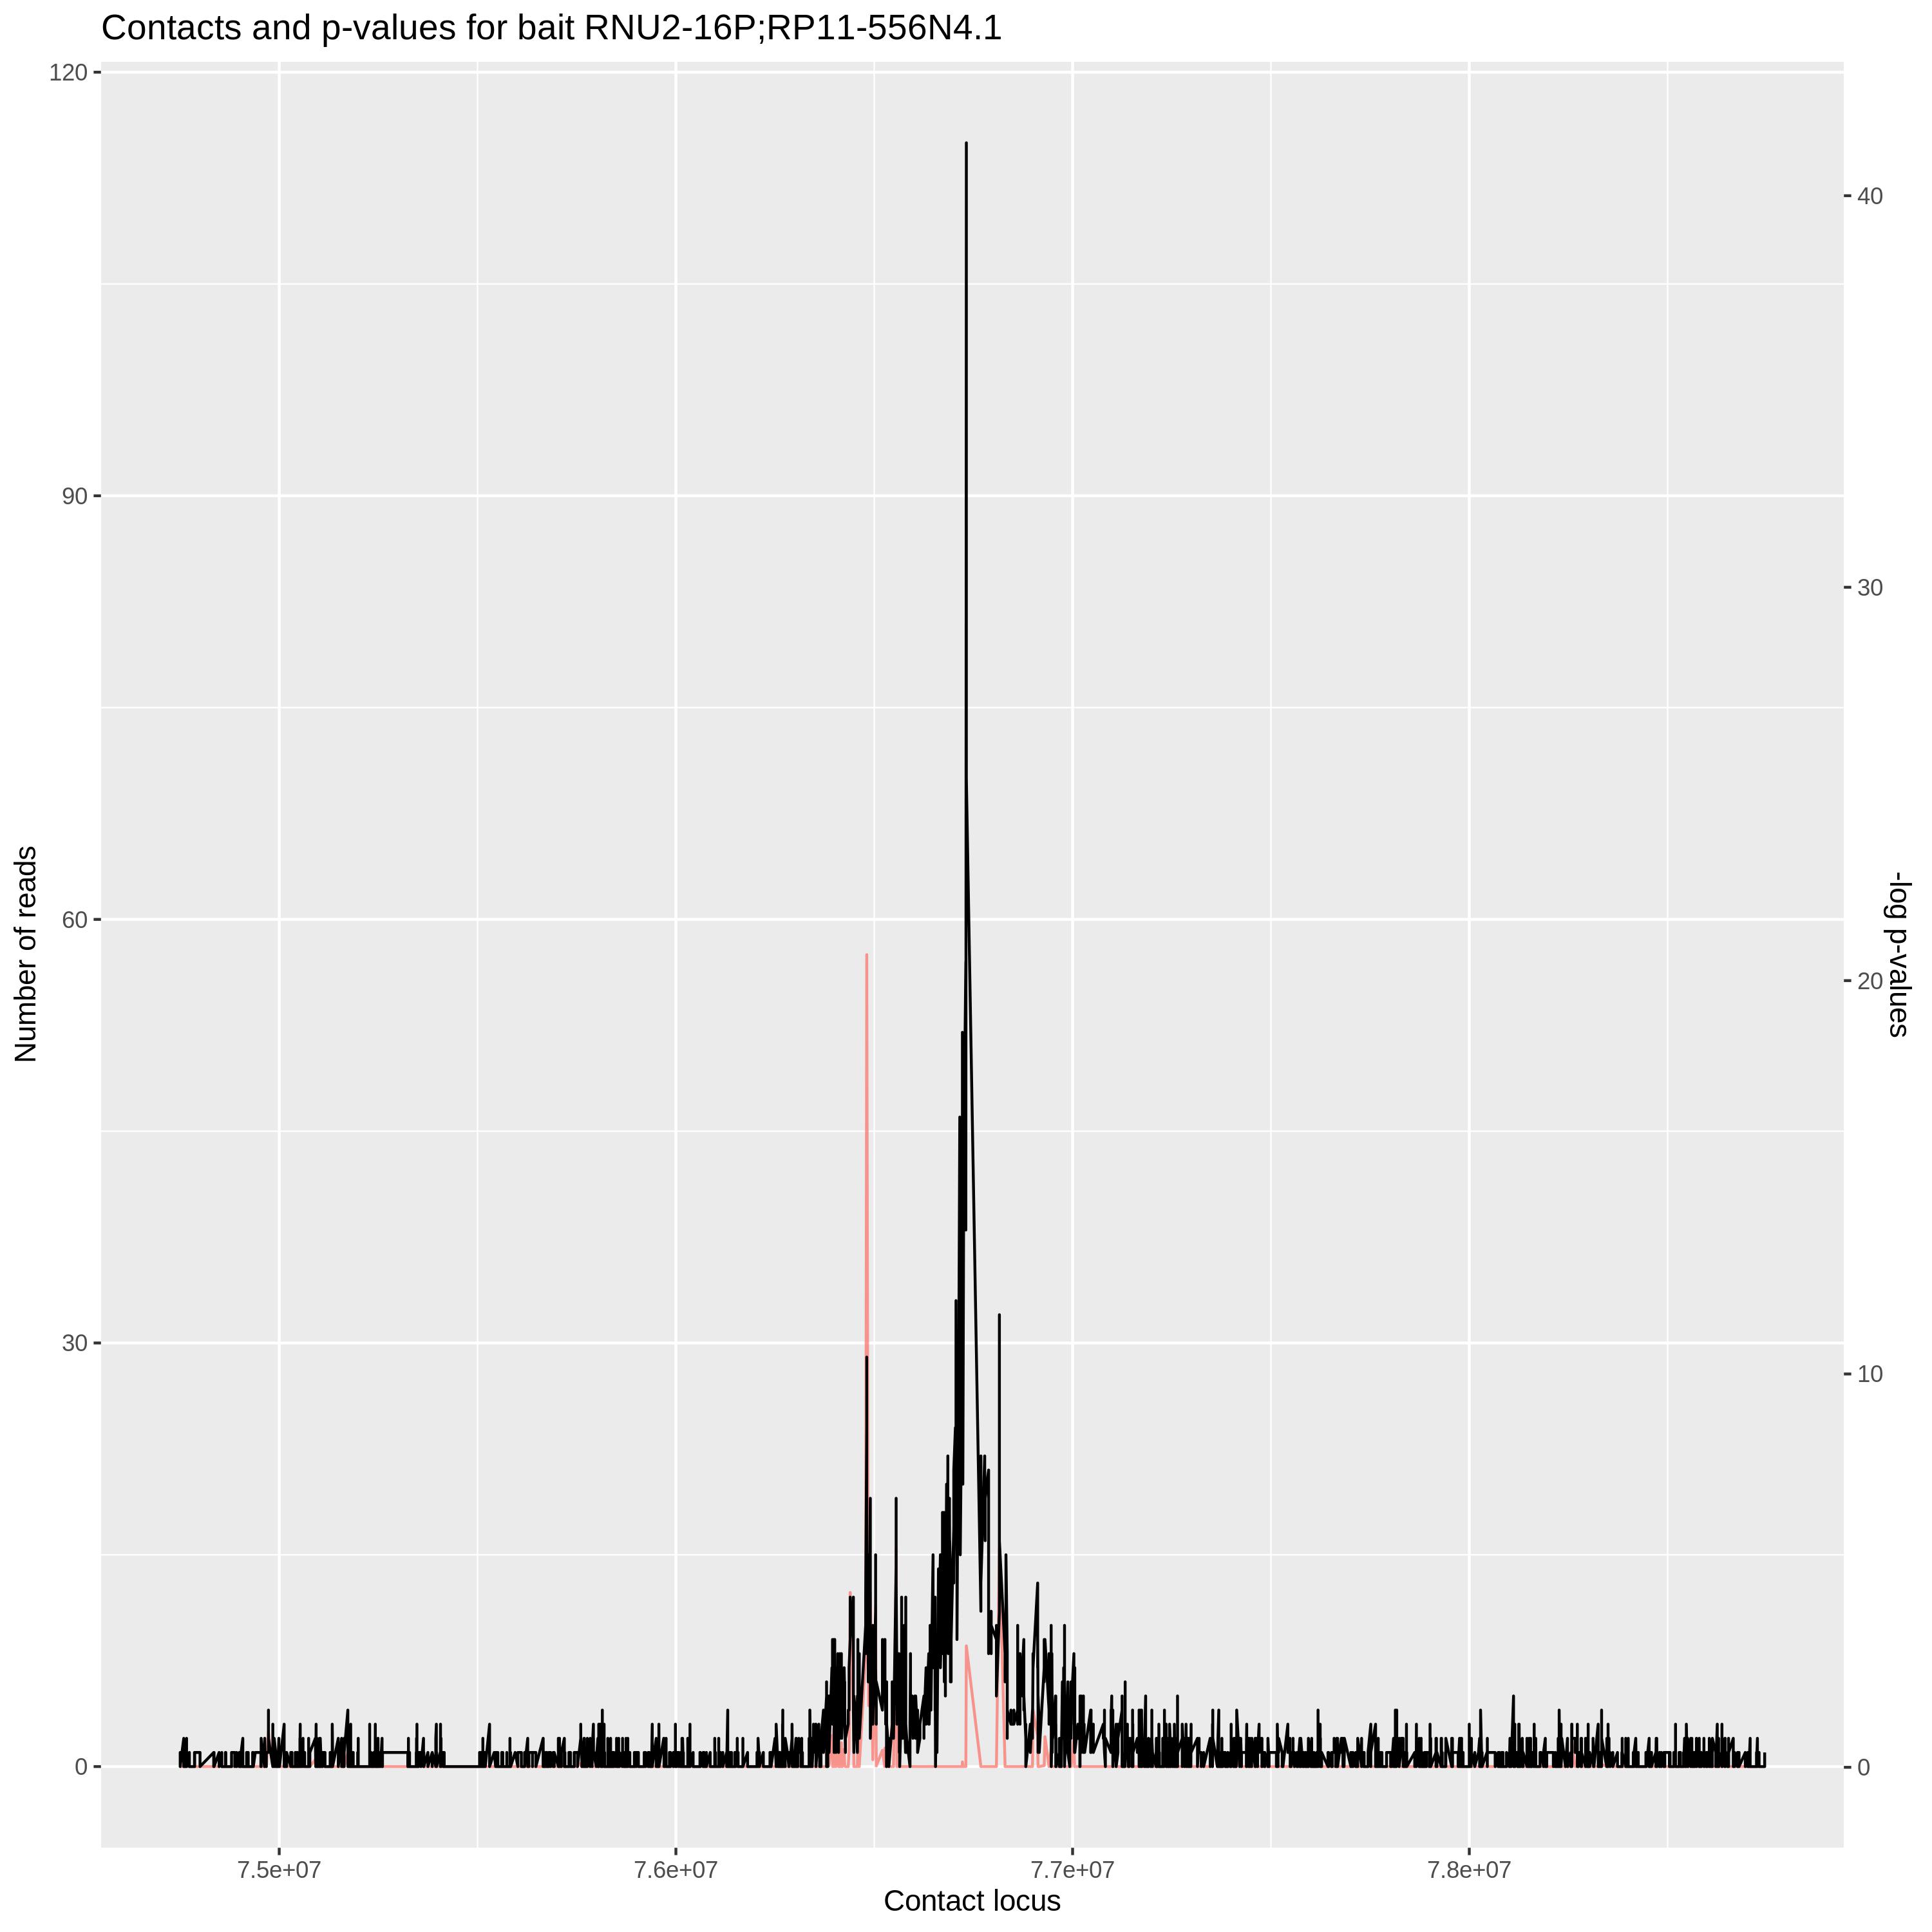 Contacts and p-values for bait RNU2-16P;RP11-556N4.1
120
90
60
30
0
40
30
20
10
0
Number of reads
-log p-values
7.5e+07
7.6e+07
7.7e+07
7.8e+07
Contact locus